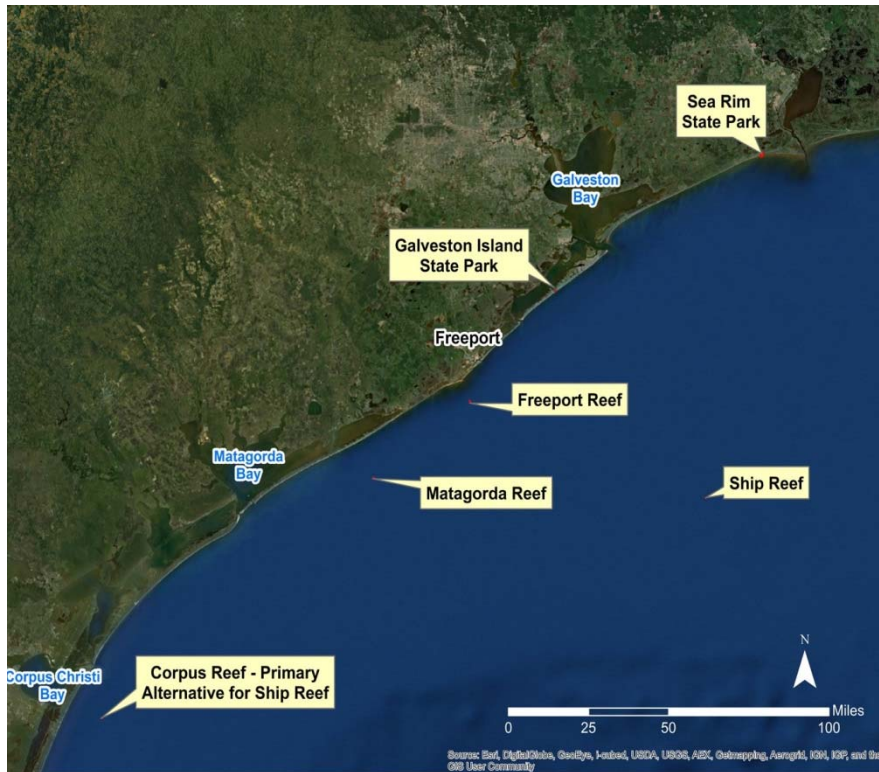 Sea Rim
State Park
Galveston
Bay
Galveston Island
State Park
Freeport
Freeport Reef
Matagorda
Bay
Matagorda Reef
Ship Reef
Corpus Christi
Bay
Corpus Reef - Primary
Alternative for Ship Reef
N
Miles
0 25 50 100
Source: Esri, DigitalGlobe, GeoEye, i-cubed, USDA, USGS, AEX, Getmapping, Aerogrid, IGN, IGP, and the
GIS User Community